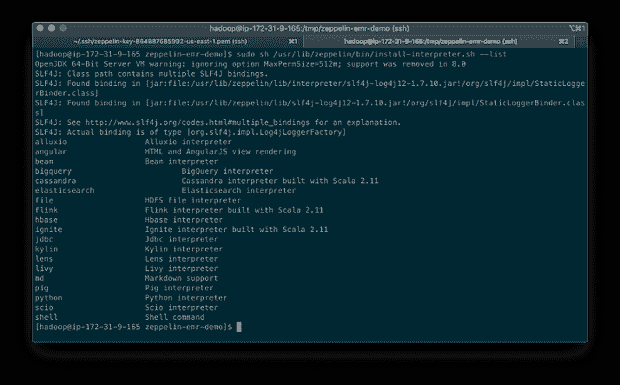 hadoop@ip-172-31-9-165:/tmp/zeppelin-emr-demo (ssh)
⌥⌘1
~/.ssh/zeppelin-key-864887685992-us-east-1.pem (ssh) ⌘1
hadoop@ip-172-31-9-165:/tmp/zeppelin-emr-demo (ssh) ⌘2
[hadoop@ip-172-31-9-165 zeppelin-emr-demo]$ sudo sh /usr/lib/zeppelin/bin/install-interpreter.sh --list
OpenJDK 64-Bit Server VM warning: ignoring option MaxPermSize=512m; support was removed in 8.0
SLF4J: Class path contains multiple SLF4J bindings.
SLF4J: Found binding in [jar:file:/usr/lib/zeppelin/lib/interpreter/slf4j-log4j12-1.7.10.jar!/org/slf4j/impl/StaticLogge
rBinder.class]
SLF4J: Found binding in [jar:file:/usr/lib/zeppelin/lib/slf4j-log4j12-1.7.10.jar!/org/slf4j/impl/StaticLoggerBinder.clas
s]
SLF4J: See http://www.slf4j.org/codes.html#multiple_bindings for an explanation.
SLF4J: Actual binding is of type [org.slf4j.impl.Log4jLoggerFactory]
alluxio Alluxio interpreter
angular HTML and AngularJS view rendering
beam Beam interpreter
bigquery BigQuery interpreter
cassandra Cassandra interpreter built with Scala 2.11
elasticsearch Elasticsearch interpreter
file HDFS file interpreter
flink Flink interpreter built with Scala 2.11
hbase Hbase interpreter
ignite Ignite interpreter built with Scala 2.11
jdbc Jdbc interpreter
kylin Kylin interpreter
lens Lens interpreter
livy Livy interpreter
md Markdown support
pig Pig interpreter
python Python interpreter
scio Scio interpreter
shell Shell command
[hadoop@ip-172-31-9-165 zeppelin-emr-demo]$